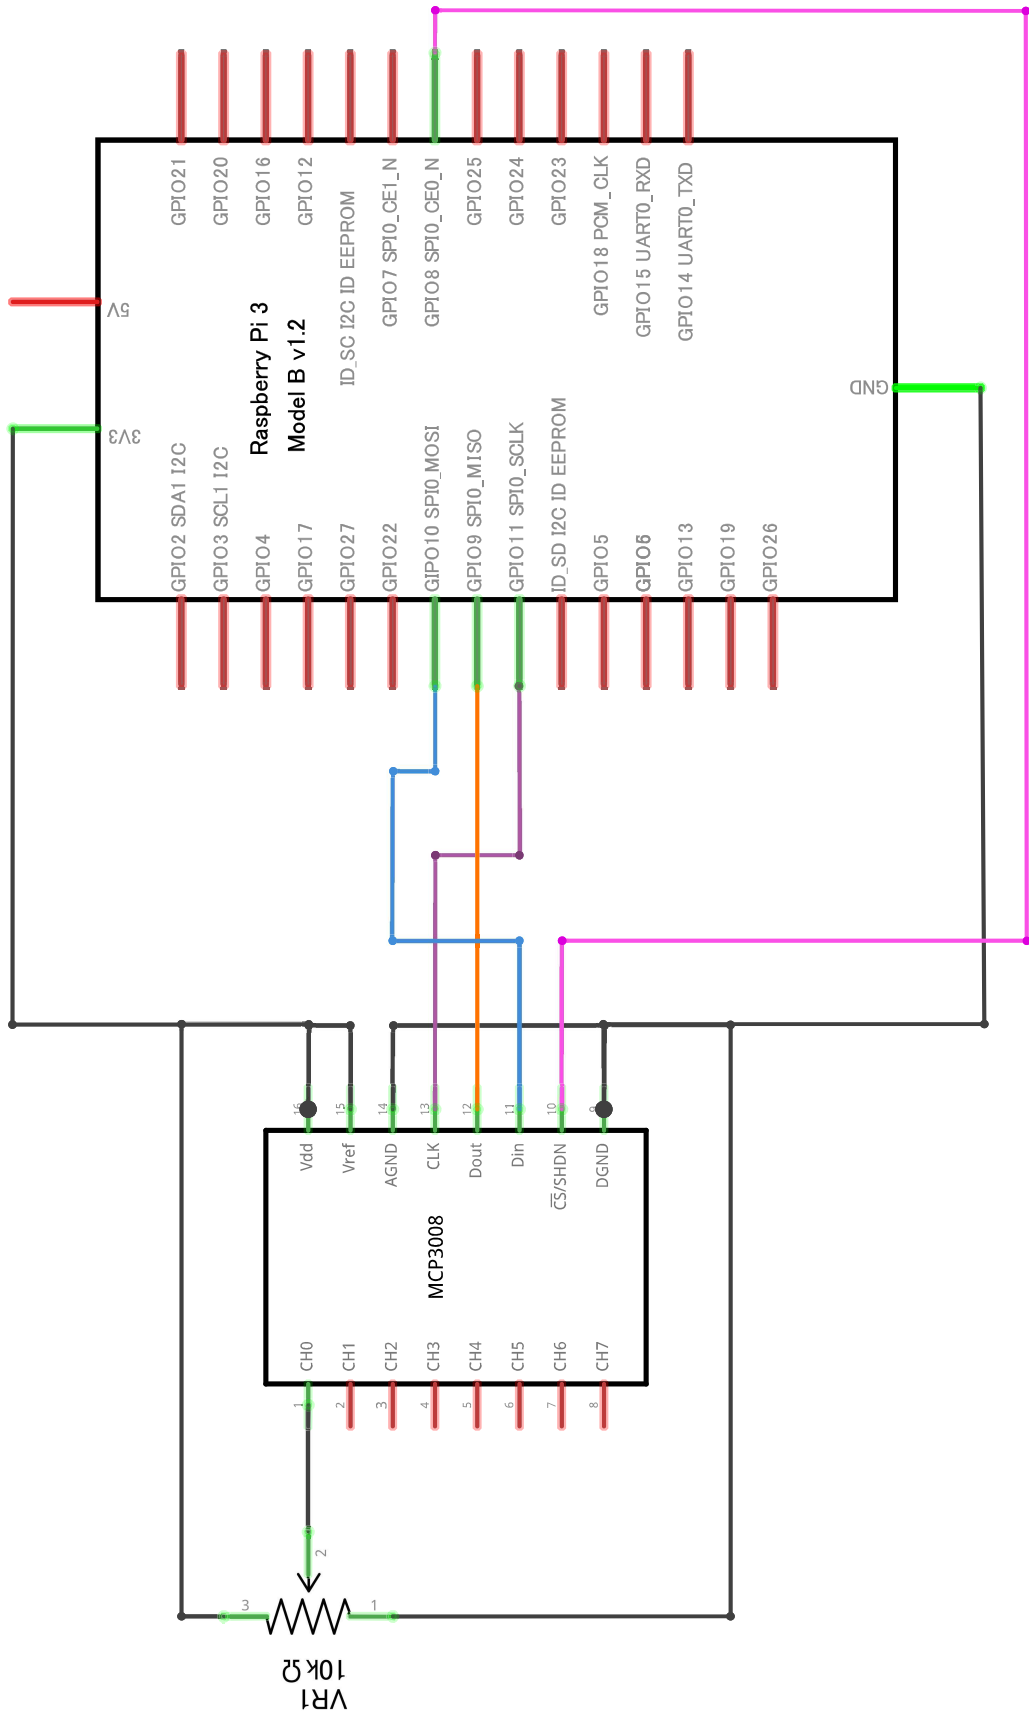 GPIO21
GPIO20
GPIO16
GPIO12
ID_SC I2C ID EEPROM
GPIO7 SPI0_CE1_N
GPIO8 SPI0_CE0_N
GPIO25
GPIO24
GPIO23
GPIO18 PCM_CLK
GPIO15 UART0_RXD
GPIO14 UART0_TXD
5V
Raspberry Pi 3
Model B v1.2
GND
3V3
GPIO2 SDA1 I2C
GPIO3 SCL1 I2C
GPIO4
GPIO17
GPIO27
GPIO22
GIPO10 SPI0_MOSI
GPIO9 SPI0_MISO
GPIO11 SPI0_SCLK
ID_SD I2C ID EEPROM
GPIO5
GPIO6
GPIO13
GPIO19
GPIO26
16
15
14
13
12
11
10
9
Vdd
Vref
AGND
CLK
Dout
Din
CS/SHDN
DGND
MCP3008
CH0
CH1
CH2
CH3
CH4
CH5
CH6
CH7
1
2
3
4
5
6
7
8
2
3
1
VR1
10kΩ